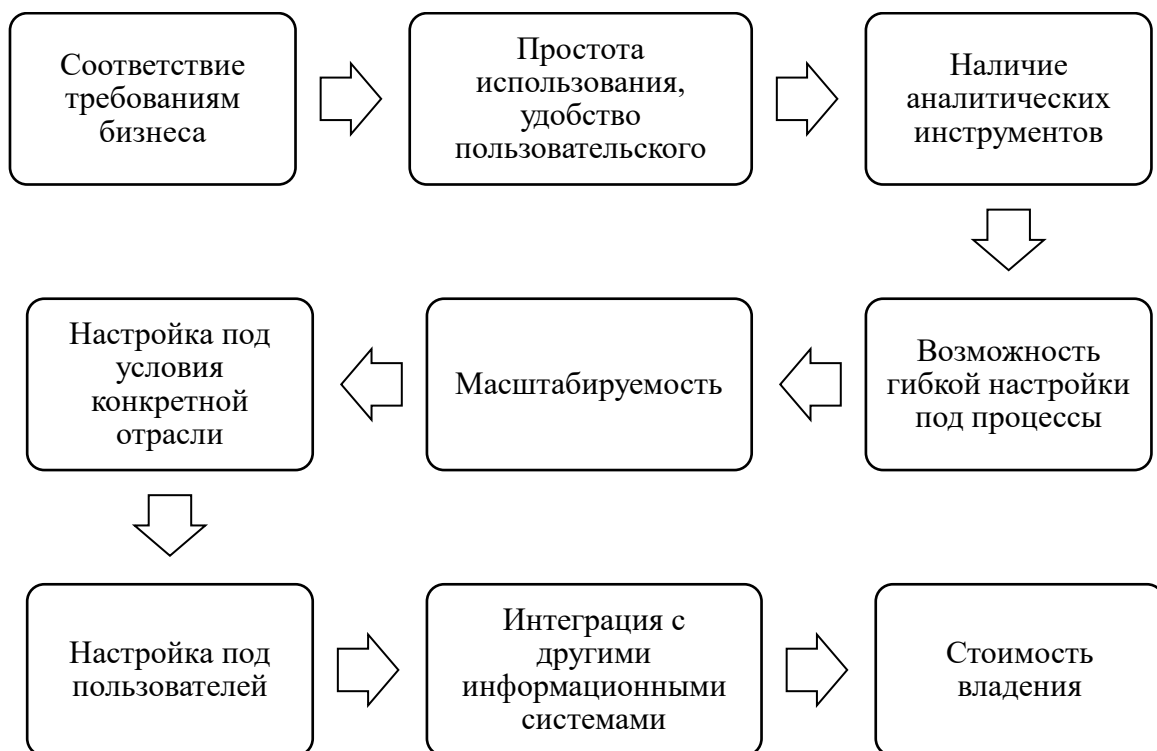 Соответствие
требованиям
бизнеса
Простота
использования,
удобство
пользовательского
Наличие
аналитических
инструментов
Возможность
гибкой настройки
под процессы
Масштабируемость
Настройка под
условия
конкретной
отрасли
Настройка под
пользователей
Интеграция с
другими
информационными
системами
Стоимость
владения